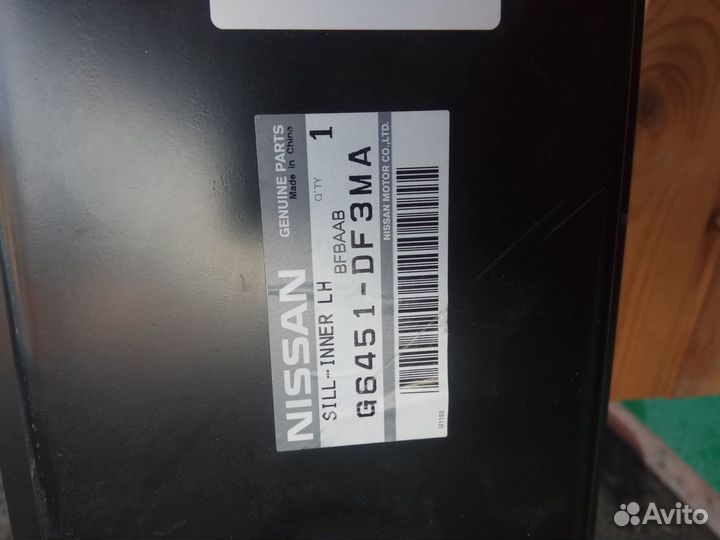 NISSAN GENUINE PARTS
Made in China
SILL--INNER LH Q'TY 1
BFBAAB
G6451-DF3MA
NISSAN MOTOR CO.,LTD.
U1153
Avito